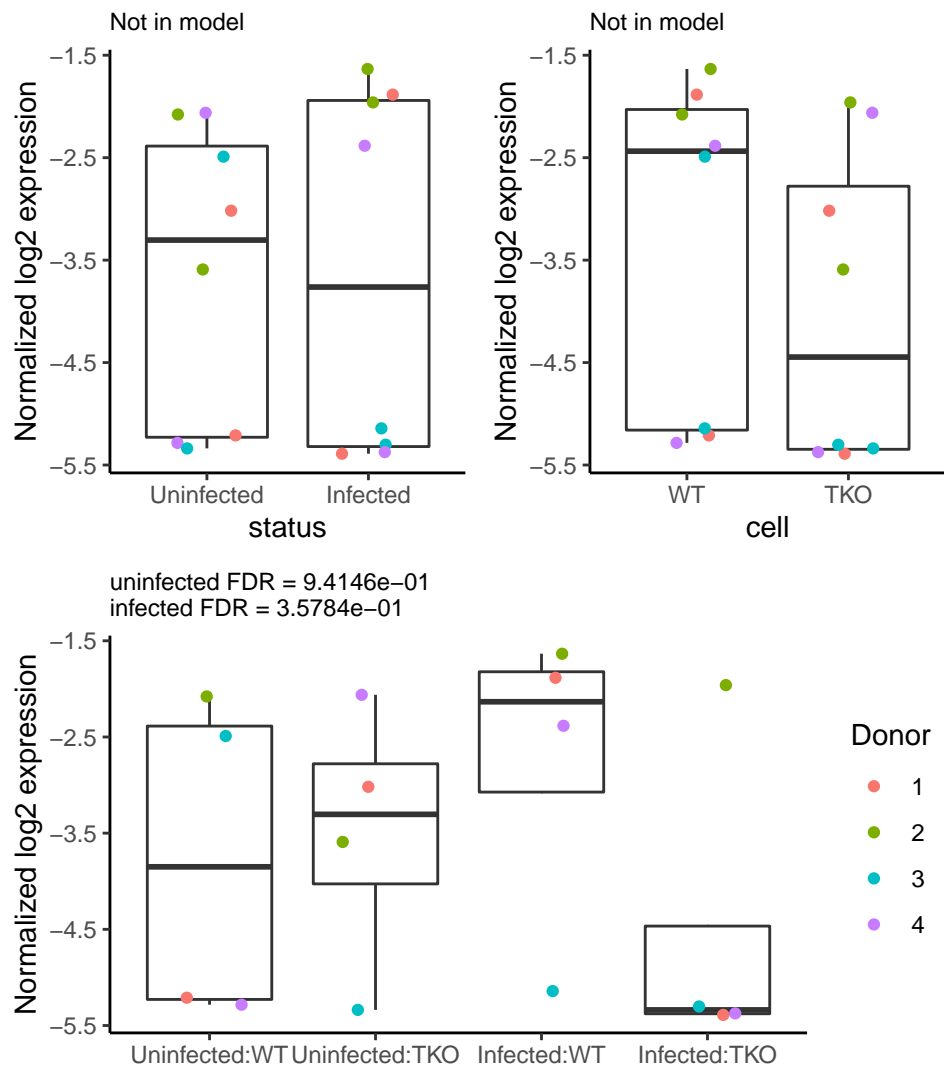 Not in model
Normalized log2 expression
−1.5
−2.5
−3.5
−4.5
−5.5
Uninfected
Infected
status
Not in model
Normalized log2 expression
−1.5
−2.5
−3.5
−4.5
−5.5
WT
TKO
cell
uninfected FDR = 9.4146e−01
infected FDR = 3.5784e−01
Normalized log2 expression
−1.5
−2.5
−3.5
−4.5
−5.5
Uninfected:WT
Uninfected:TKO
Infected:WT
Infected:TKO
Donor
1
2
3
4